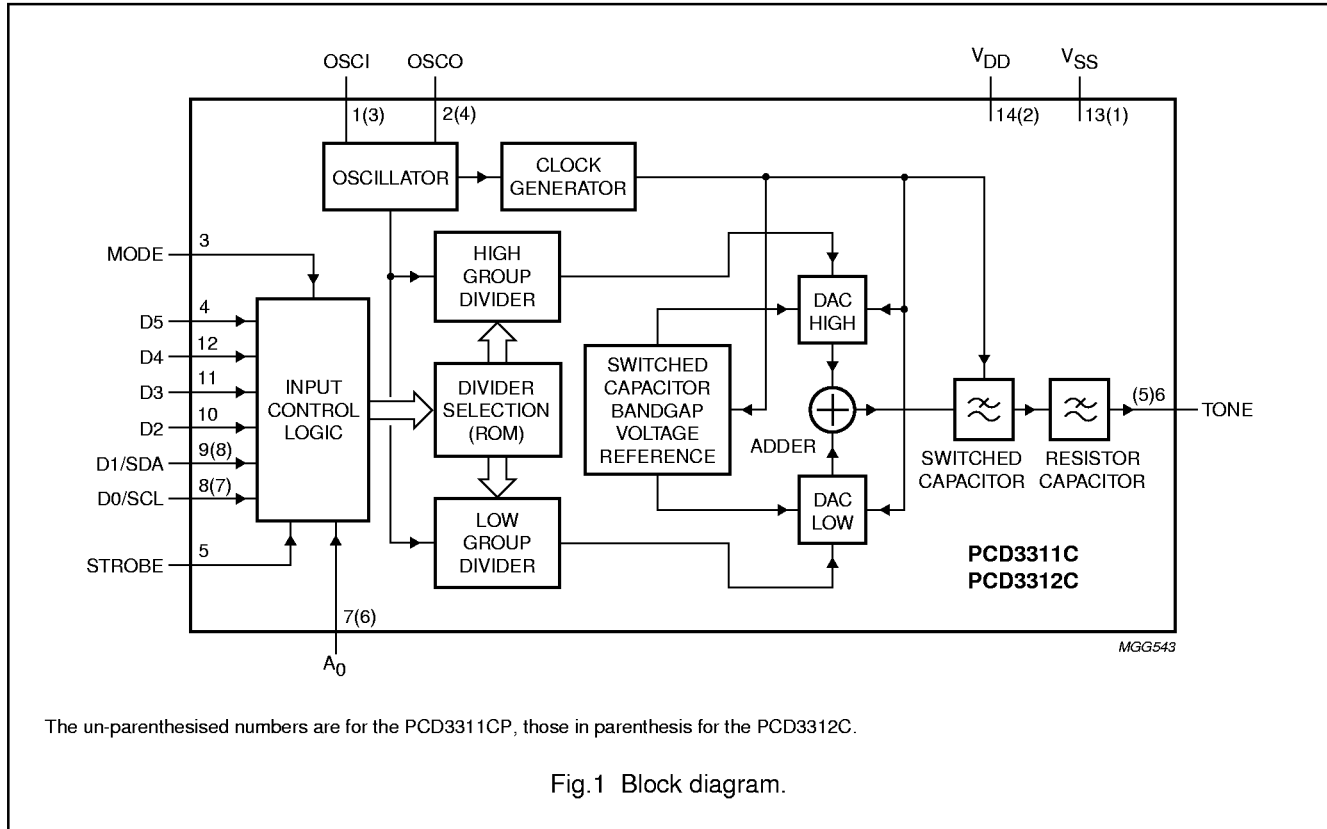 OSCI OSCO VDD VSS
1(3) 2(4) 14(2) 13(1)
OSCILLATOR
CLOCK
GENERATOR
MODE 3
HIGH
GROUP
DIVIDER
DAC
HIGH
D5 4
D4 12
D3 11
D2 10
D1/SDA 9(8)
D0/SCL 8(7)
STROBE 5
INPUT
CONTROL
LOGIC
DIVIDER
SELECTION
(ROM)
SWITCHED
CAPACITOR
BANDGAP
VOLTAGE
REFERENCE
ADDER
(5)6 TONE
SWITCHED
CAPACITOR
RESISTOR
CAPACITOR
LOW
GROUP
DIVIDER
DAC
LOW
PCD3311C
PCD3312C
7(6)
A0
MGG543
The un-parenthesised numbers are for the PCD3311CP, those in parenthesis for the PCD3312C.
Fig.1 Block diagram.